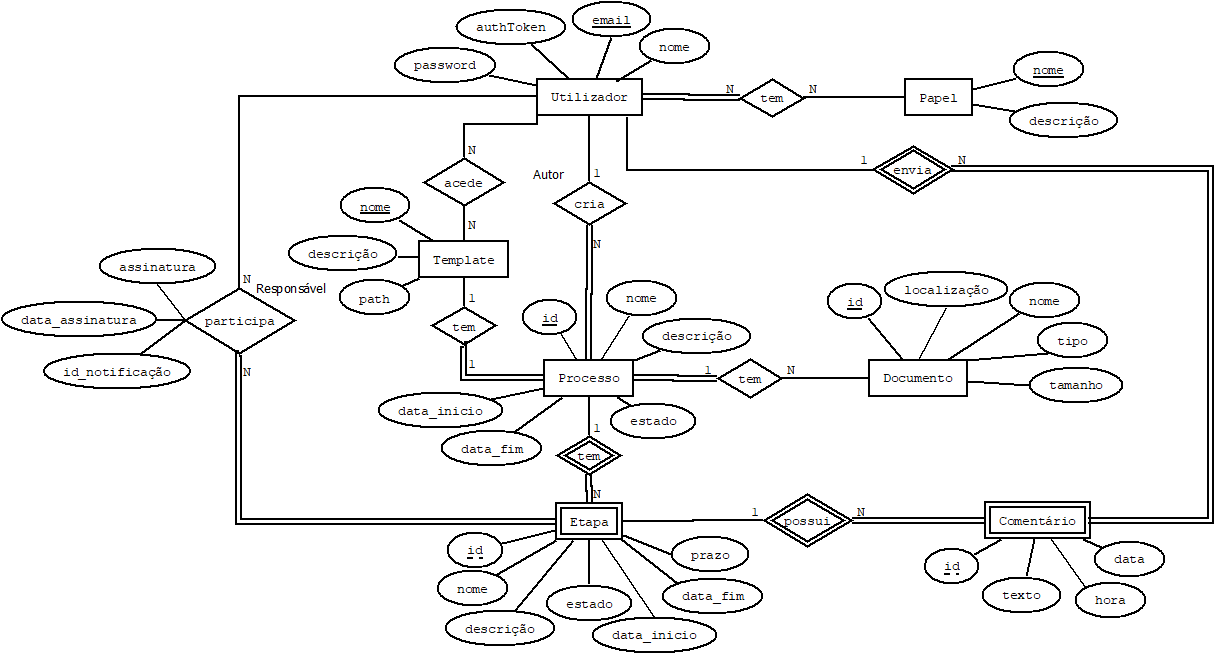 email
authToken
nome
password
nome
Utilizador
N
tem
N
Papel
descrição
N
1
envia
N
Autor
1
acede
cria
nome
N
N
descrição
Template
assinatura
N
Responsável
path
1
id
nome
localização
id
nome
data_assinatura
participa
tem
descrição
tipo
id_notificação
N
1
Processo
1
tem
N
Documento
tamanho
data_inicio
estado
1
data_fim
tem
N
Etapa
1
possui
N
Comentário
id
prazo
id
data
nome
estado
data_fim
texto
hora
descrição
data_inicio